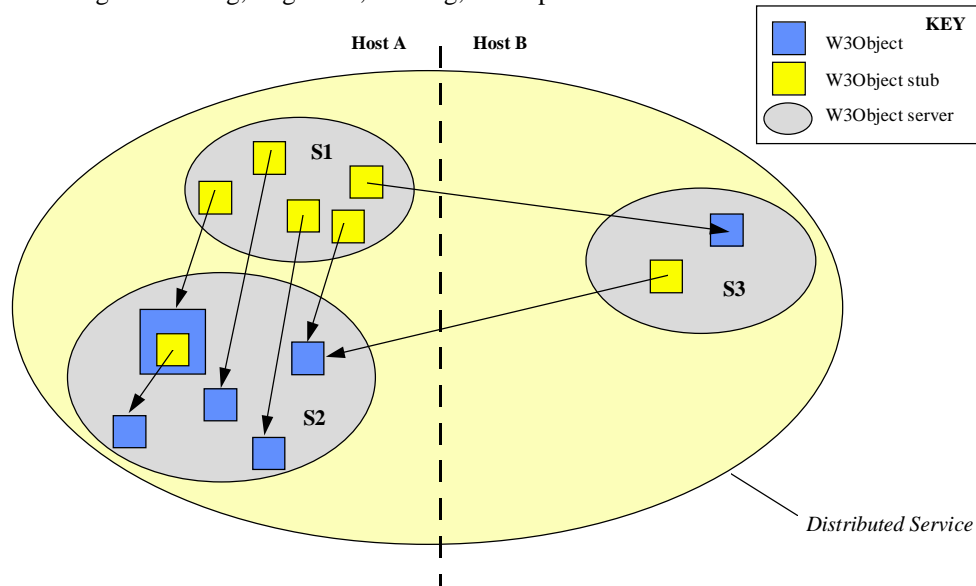 Host A
Host B
KEY
W3Object
W3Object stub
W3Object server
S1
S3
S2
Distributed Service